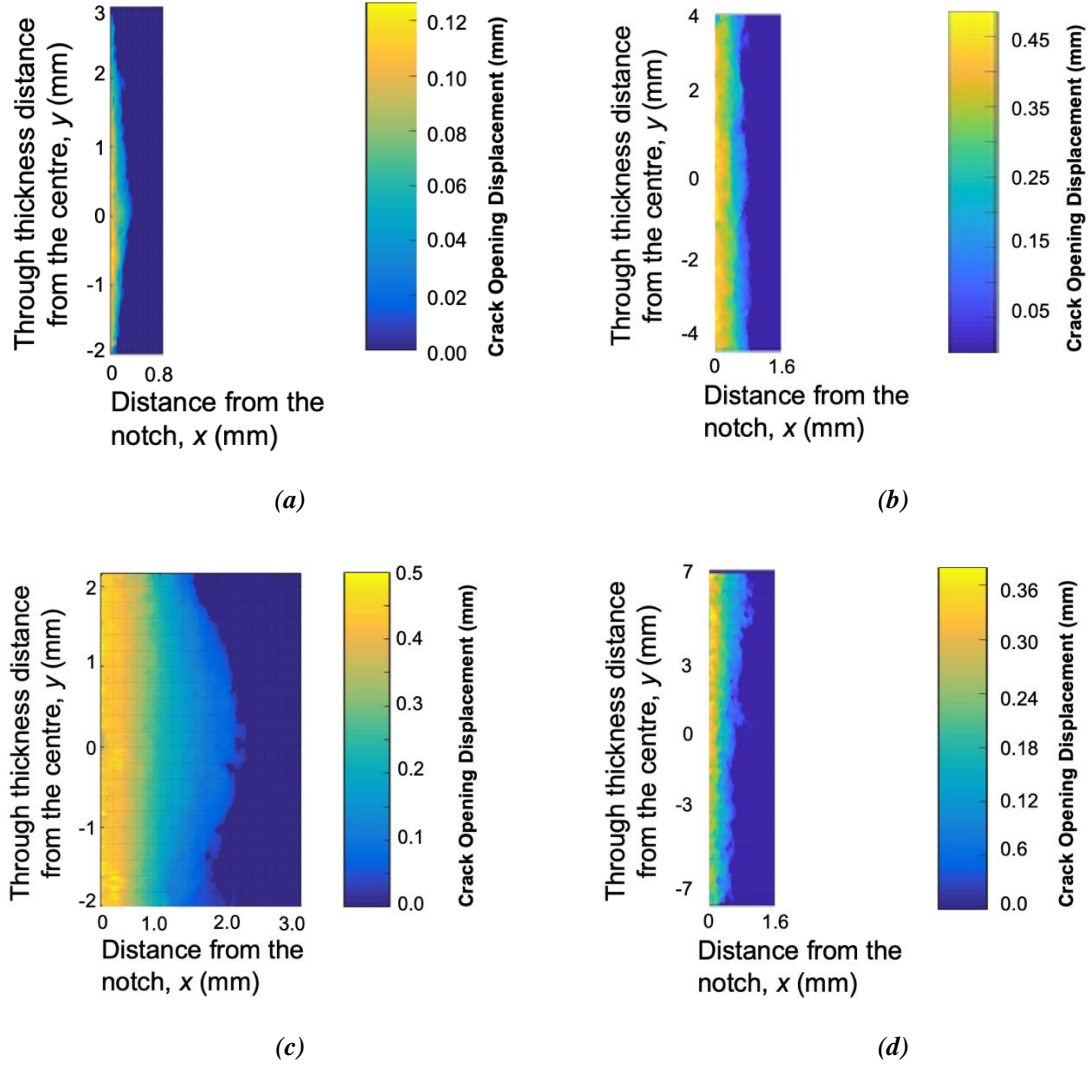 Through thickness distance
from the centre, y (mm)
3
2
1
0
-1
-2
0 0.8
Distance from the
notch, x (mm)
0.12
0.10
0.08
0.06
0.04
0.02
0.00
Crack Opening Displacement (mm)
(a)
Through thickness distance
from the centre, y (mm)
4
2
0
-2
-4
0 1.6
Distance from the
notch, x (mm)
0.45
0.35
0.25
0.15
0.05
Crack Opening Displacement (mm)
(b)
Through thickness distance
from the centre, y (mm)
2
1
0
-1
-2
0 1.0 2.0 3.0
Distance from the
notch, x (mm)
0.5
0.4
0.3
0.2
0.1
0.0
Crack Opening Displacement (mm)
(c)
Through thickness distance
from the centre, y (mm)
7
3
0
-3
-7
0 1.6
Distance from the
notch, x (mm)
0.36
0.30
0.24
0.18
0.12
0.6
0.0
Crack Opening Displacement (mm)
(d)